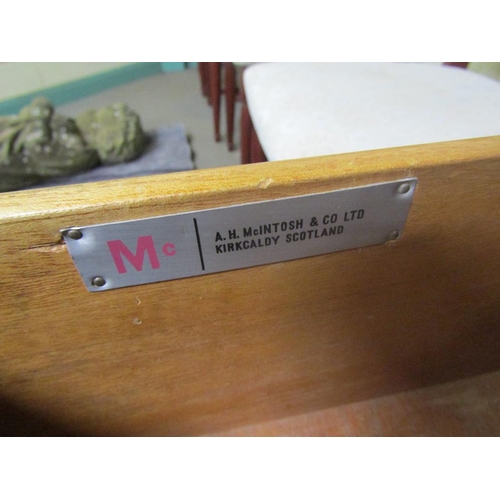 Mc
A.H. McINTOSH & CO LTD
KIRKCALDY SCOTLAND